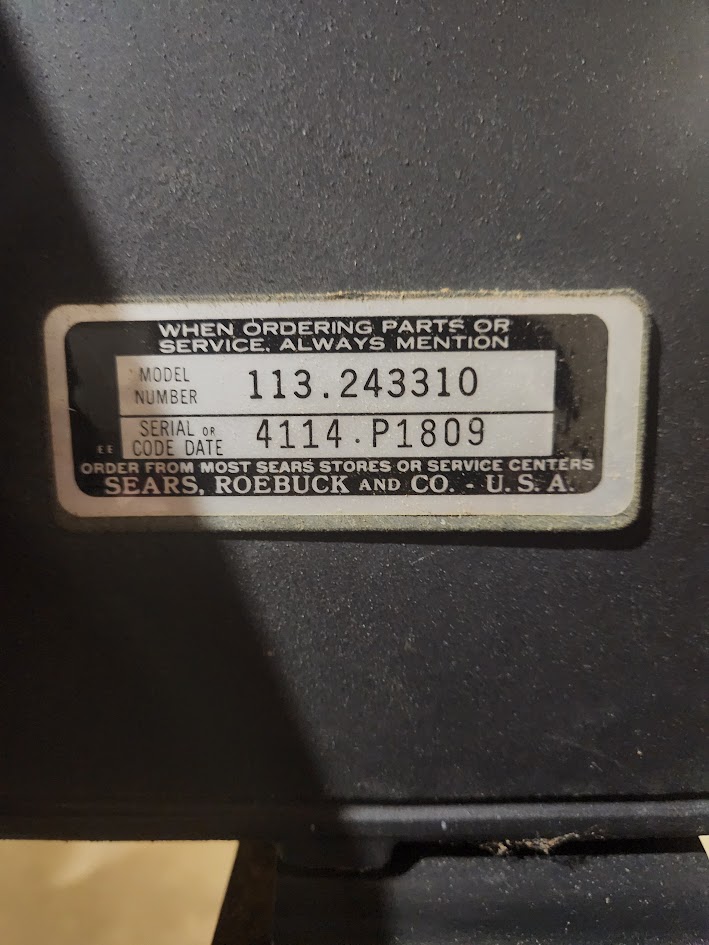 WHEN ORDERING PARTS OR
SERVICE, ALWAYS MENTION
MODEL
NUMBER
113.243310
SERIAL OR
CODE DATE
4114.P1809
EE
ORDER FROM MOST SEARS STORES OR SERVICE CENTERS
SEARS, ROEBUCK AND CO. - U.S.A.